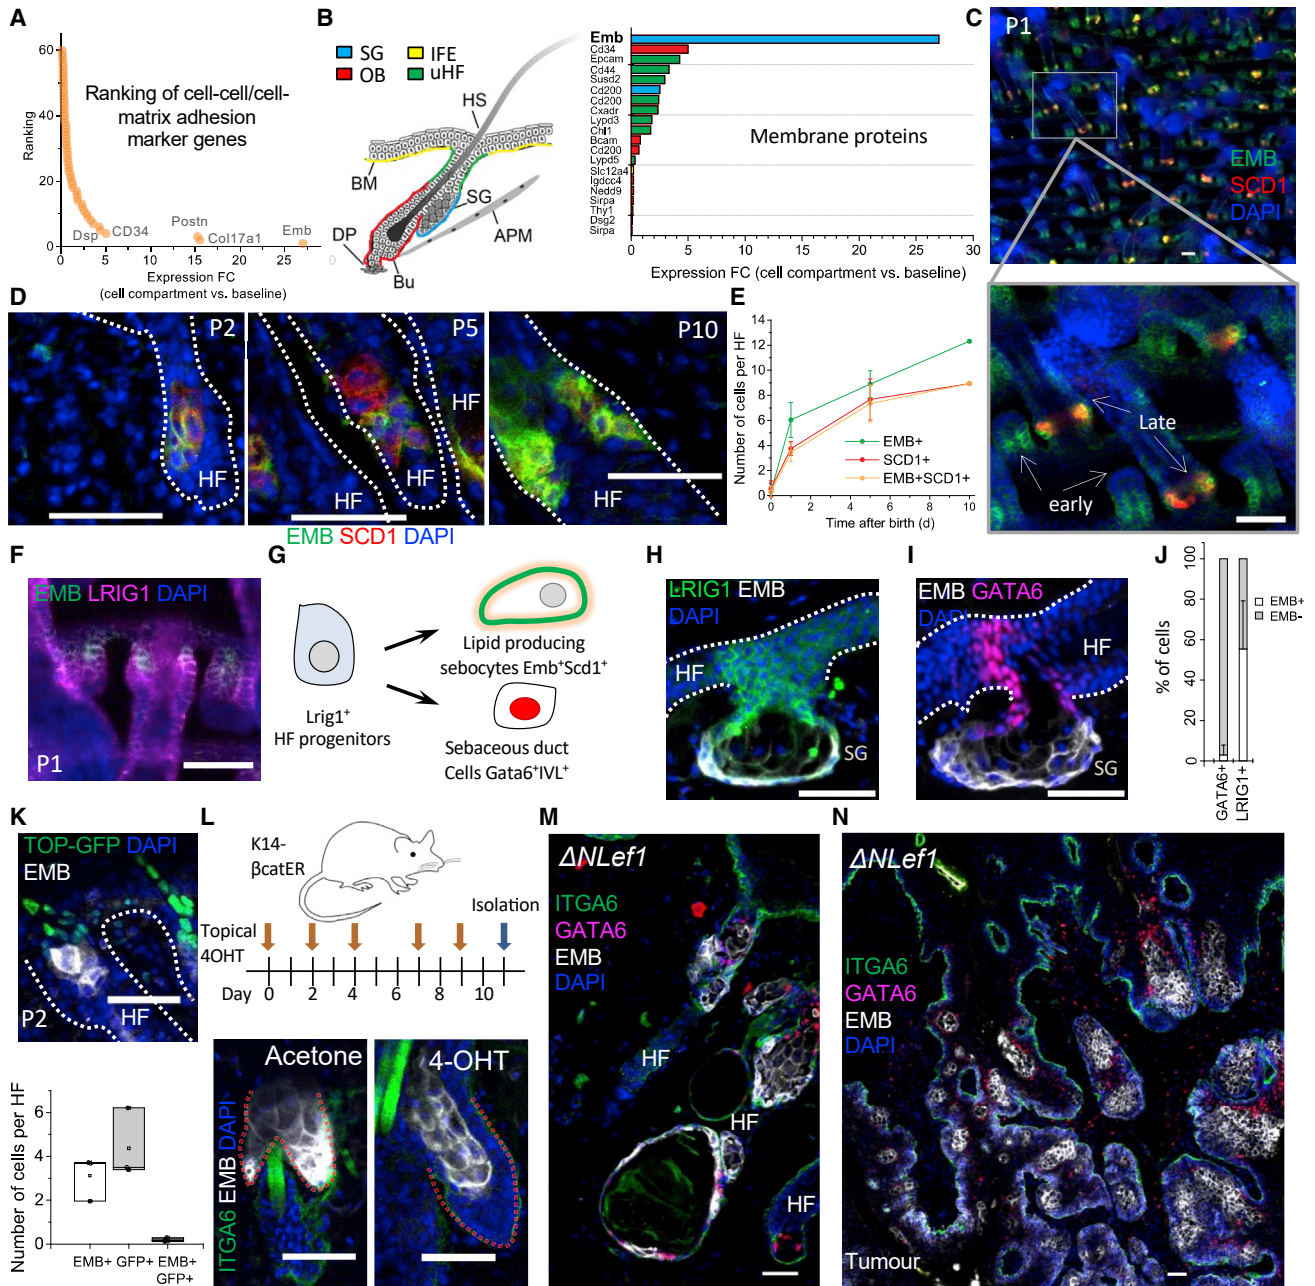 A
60
40
20
0
Ranking
Ranking of cell-cell/cell-
matrix adhesion
marker genes
Dsp
CD34
Postn
Col17a1
Emb
0 5 10 15 20 25
Expression FC
(cell compartment vs. baseline)
B
SG
IFE
OB
uHF
HS
BM
SG
APM
DP
Bu
0
Emb
Cd34
Epcam
Cd44
Susd2
Cd200
Cd200
Cxadr
Lypd3
Chl1
Bcam
Cd200
Lypd5
Slc12a4
Igdcc4
Nedd9
Sirpa
Thy1
Dsg2
Sirpa
Membrane proteins
0 5 10 15 20 25 30
Expression FC (cell compartment vs. baseline)
C
P1
EMB
SCD1
DAPI
Late
early
D
P2
HF
P5
HF
HF
HF
P10
HF
EMB SCD1 DAPI
E
Number of cells per HF
14
12
10
8
6
4
2
0
EMB+
SCD1+
EMB+SCD1+
0 2 4 6 8 10
Time after birth (d)
F
EMB LRIG1 DAPI
P1
G
Lrig1+
HF progenitors
Lipid producing
sebocytes Emb+Scd1+
Sebaceous duct
Cells Gata6+IVL+
H
LRIG1 EMB
DAPI
HF
SG
I
EMB GATA6
DAPI
HF
SG
J
% of cells
100
80
60
40
20
0
EMB+
EMB-
GATA6+
LRIG1+
K
TOP-GFP DAPI
EMB
P2
HF
Number of cells per HF
6
4
2
0
EMB+ GFP+ EMB+
GFP+
L
K14-
βcatER
Isolation
Topical
4OHT
Day 0 2 4 6 8 10
Acetone
ITGA6 EMB DAPI
4-OHT
M
ΔNLef1
ITGA6
GATA6
EMB
DAPI
HF
HF
HF
N
ΔNLef1
ITGA6
GATA6
EMB
DAPI
Tumour